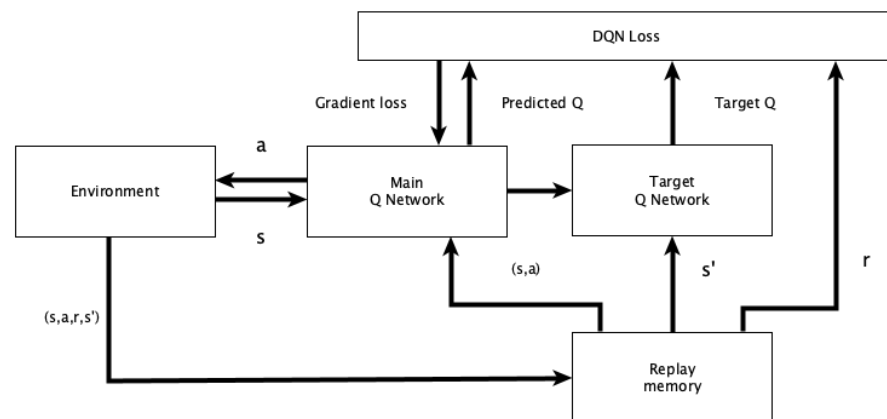 DQN Loss
Gradient loss
Predicted Q
Target Q
a
Environment
Main
Q Network
Target
Q Network
s
(s,a)
s'
r
(s,a,r,s')
Replay
memory